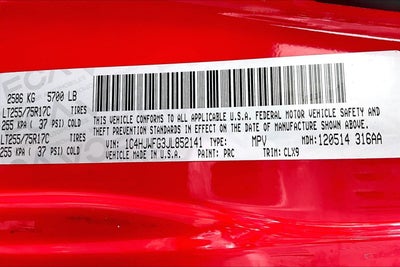 2586 KG 5700 LB
LT255/75R17C TIRES
255 KPA ( 37 PSI) COLD
LT255/75R17C TIRES
255 KPA ( 37 PSI) COLD
THIS VEHICLE CONFORMS TO ALL APPLICABLE U.S.A. FEDERAL MOTOR VEHICLE SAFETY AND
THEFT PREVENTION STANDARDS IN EFFECT ON THE DATE OF MANUFACTURE SHOWN ABOVE.
VIN: 1C4HJWFG3JL852141 TYPE: MPV MDH: 120514 316AA
VEHICLE MADE IN U.S.A. PAINT: PRC TRIM: CLX9